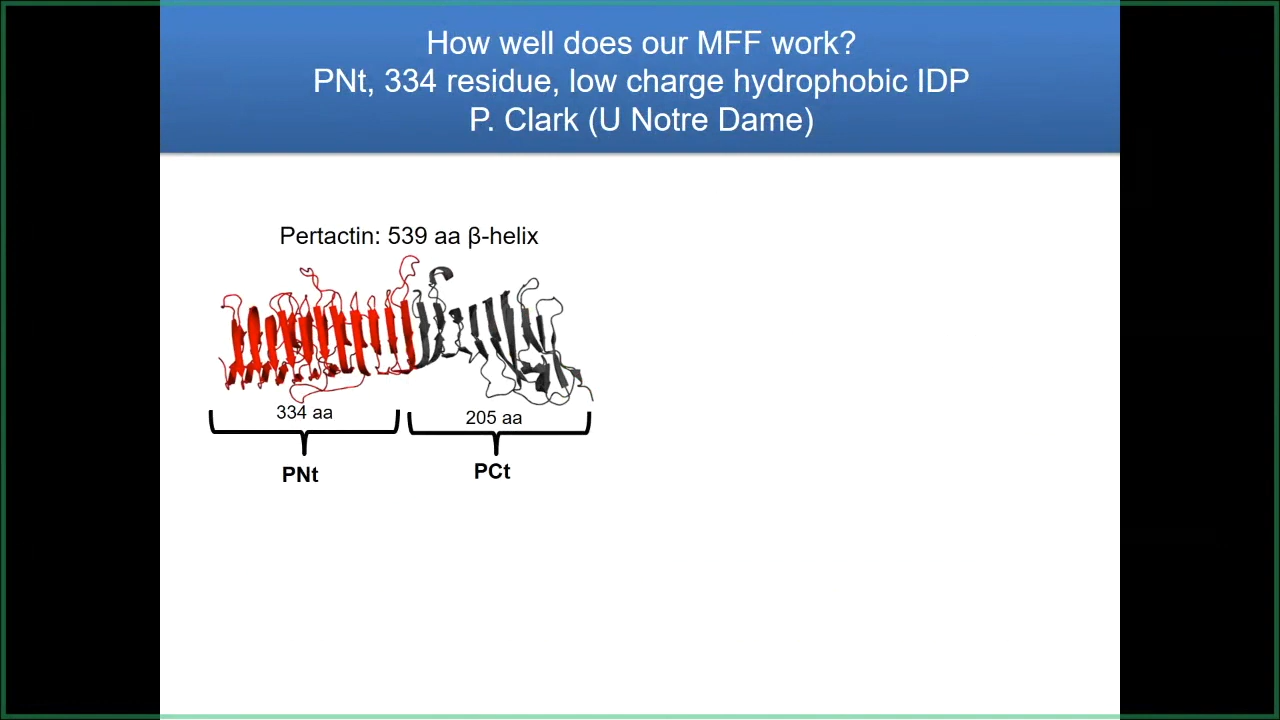 How well does our MFF work?
PNt, 334 residue, low charge hydrophobic IDP
P. Clark (U Notre Dame)
Pertactin: 539 aa β-helix
334 aa
205 aa
PNt
PCt